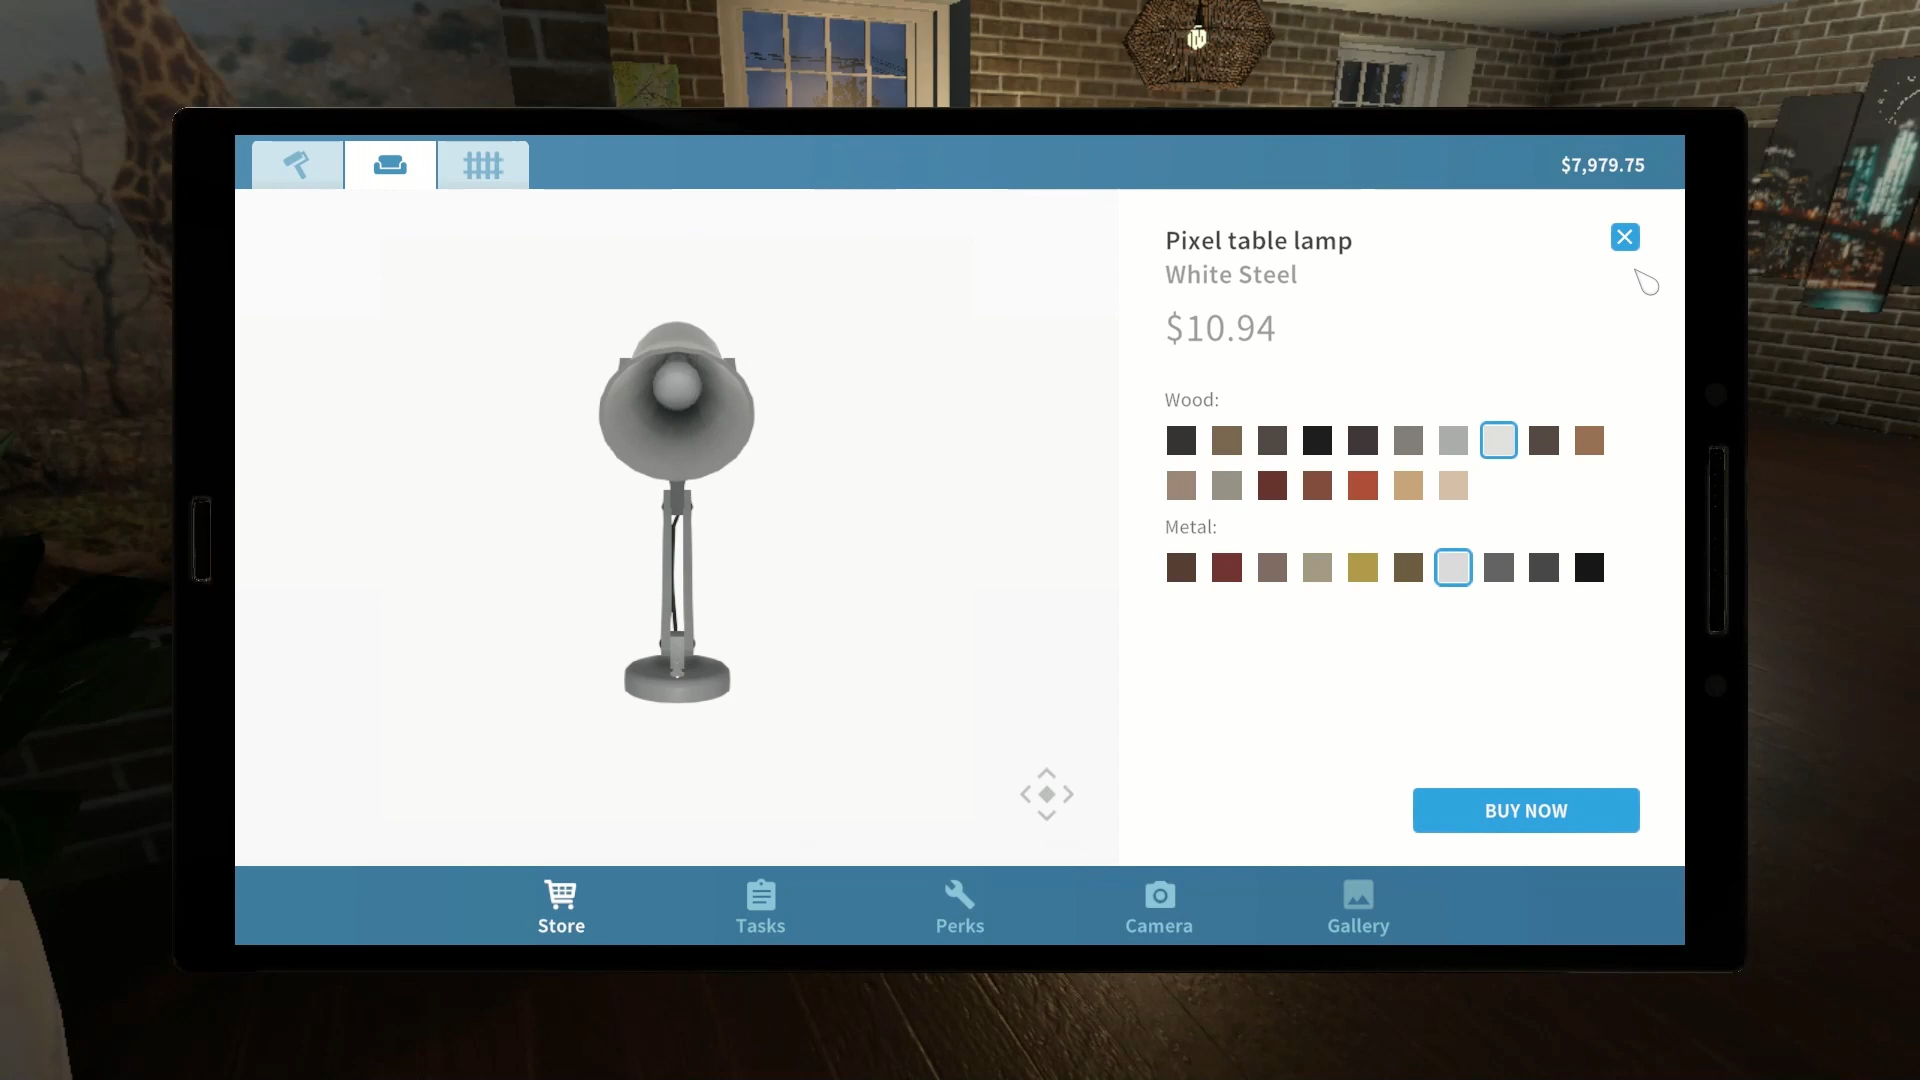 $7,979.75
Pixel table lamp
White Steel
$10.94
Wood:
Metal:
BUY NOW
Store
Tasks
Perks
Camera
Gallery